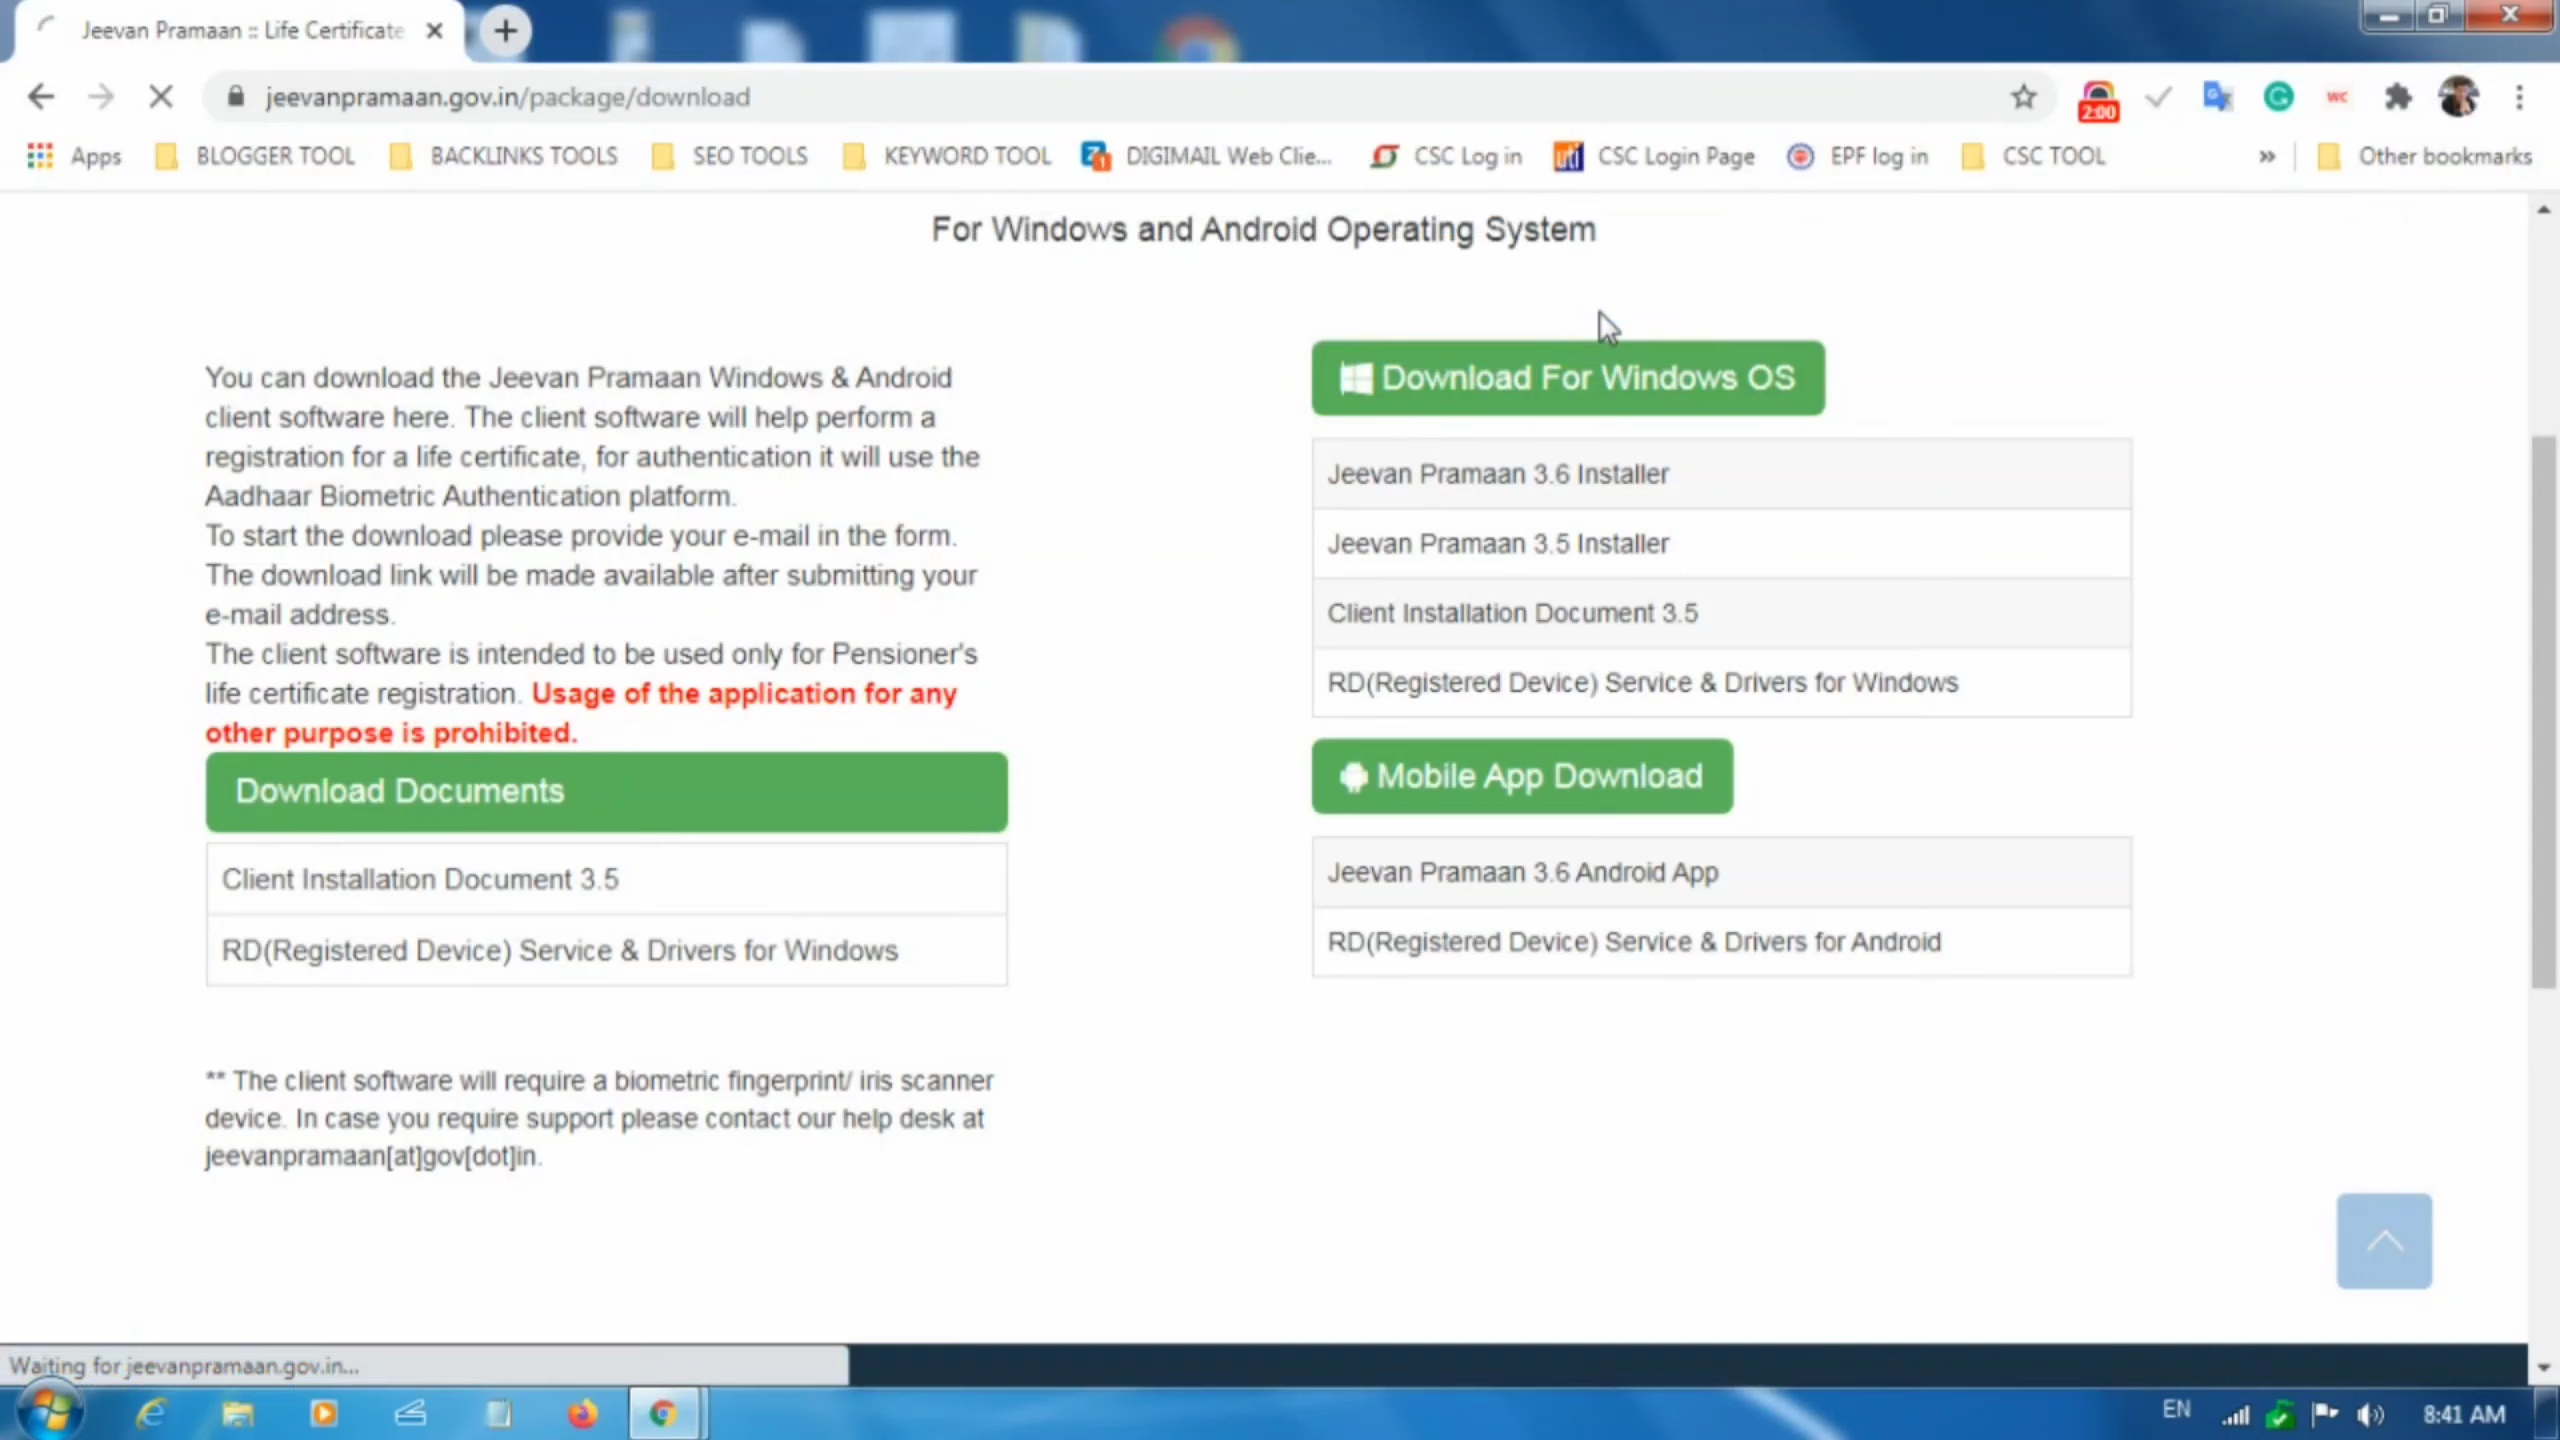 Jeevan Pramaan :: Life Certificate
jeevanpramaan.gov.in/package/download
2:00
WC
Apps BLOGGER TOOL BACKLINKS TOOLS SEO TOOLS KEYWORD TOOL DIGIMAIL Web Clie... CSC Log in uti CSC Login Page EPF log in CSC TOOL » Other bookmarks
For Windows and Android Operating System
You can download the Jeevan Pramaan Windows & Android
client software here. The client software will help perform a
registration for a life certificate, for authentication it will use the
Aadhaar Biometric Authentication platform.
To start the download please provide your e-mail in the form.
The download link will be made available after submitting your
e-mail address.
The client software is intended to be used only for Pensioner's
life certificate registration. Usage of the application for any
other purpose is prohibited.
Download Documents
Client Installation Document 3.5
RD(Registered Device) Service & Drivers for Windows
** The client software will require a biometric fingerprint/ iris scanner
device. In case you require support please contact our help desk at
jeevanpramaan[at]gov[dot]in.
Download For Windows OS
Jeevan Pramaan 3.6 Installer
Jeevan Pramaan 3.5 Installer
Client Installation Document 3.5
RD(Registered Device) Service & Drivers for Windows
Mobile App Download
Jeevan Pramaan 3.6 Android App
RD(Registered Device) Service & Drivers for Android
Waiting for jeevanpramaan.gov.in...
EN
8:41 AM